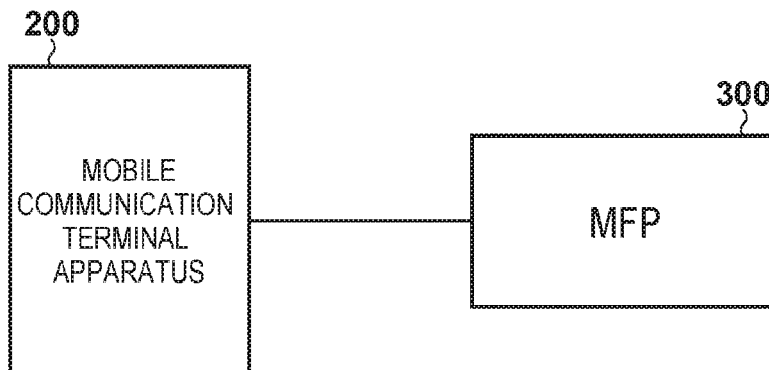 200
300
MOBILE
COMMUNICATION
TERMINAL
APPARATUS
MFP